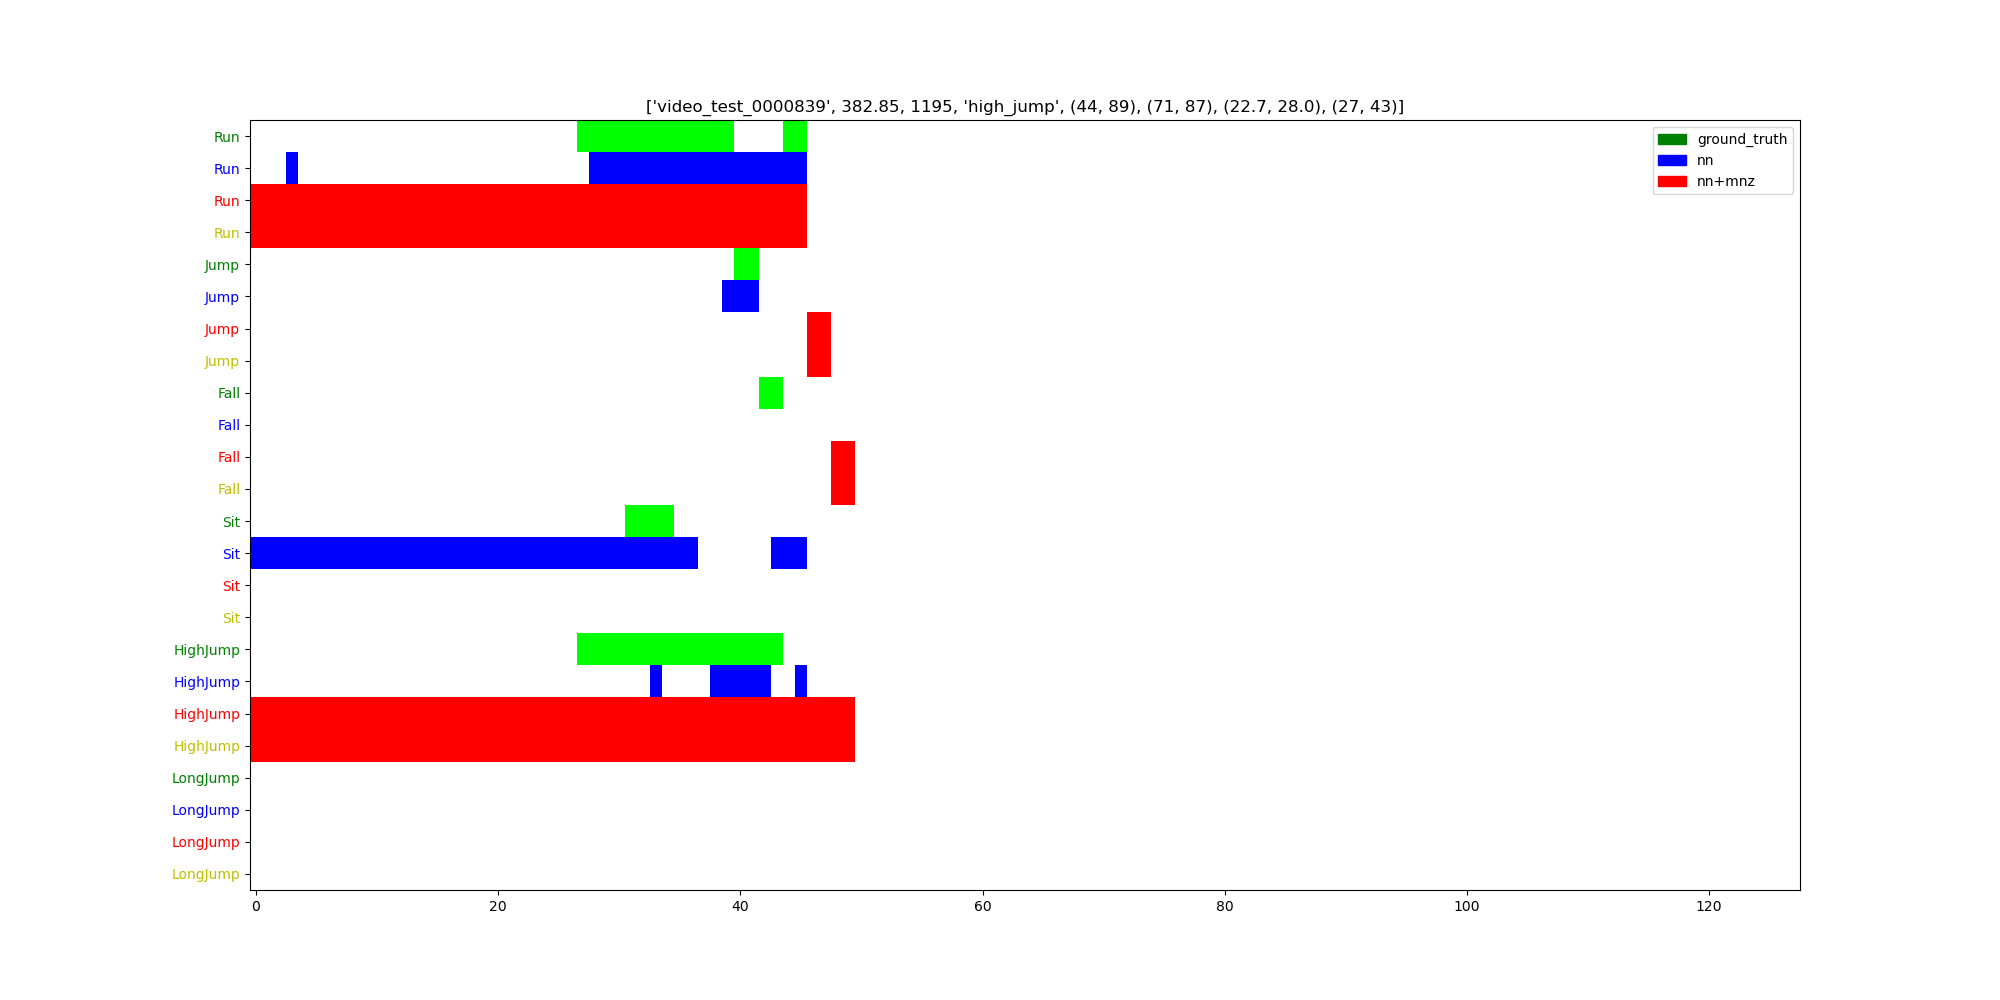 ['video_test_0000839', 382.85, 1195, 'high_jump', (44, 89), (71, 87), (22.7, 28.0), (27, 43)]
ground_truth
nn
nn+mnz
Run
Run
Run
Run
Jump
Jump
Jump
Jump
Fall
Fall
Fall
Fall
Sit
Sit
Sit
Sit
HighJump
HighJump
HighJump
HighJump
LongJump
LongJump
LongJump
LongJump
0 20 40 60 80 100 120